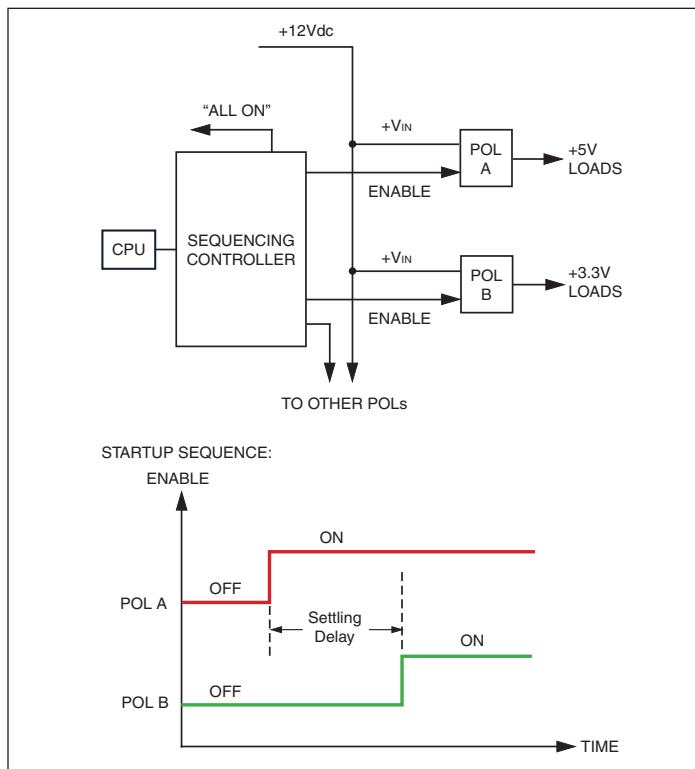 +12Vdc
“ALL ON”
+VIN
POL
A
+5V
LOADS
ENABLE
CPU
SEQUENCING
CONTROLLER
+VIN
POL
B
+3.3V
LOADS
ENABLE
TO OTHER POLs
STARTUP SEQUENCE:
ENABLE
ON
OFF
POL A
Settling
Delay
ON
OFF
POL B
TIME